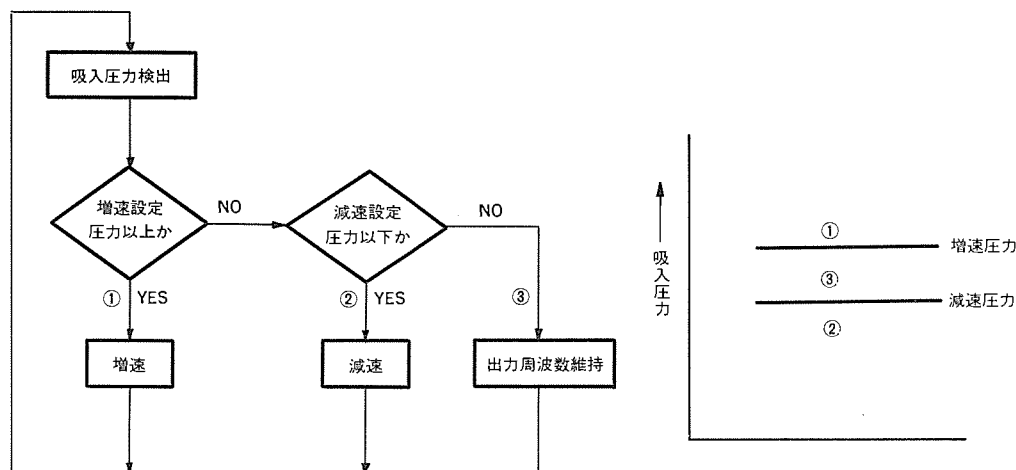 吸入圧力検出
増速設定
圧力以上か
NO
減速設定
圧力以下か
NO
① YES
② YES
③
増速
減速
出力周波数維持
吸入圧力
①
増速圧力
③
減速圧力
②